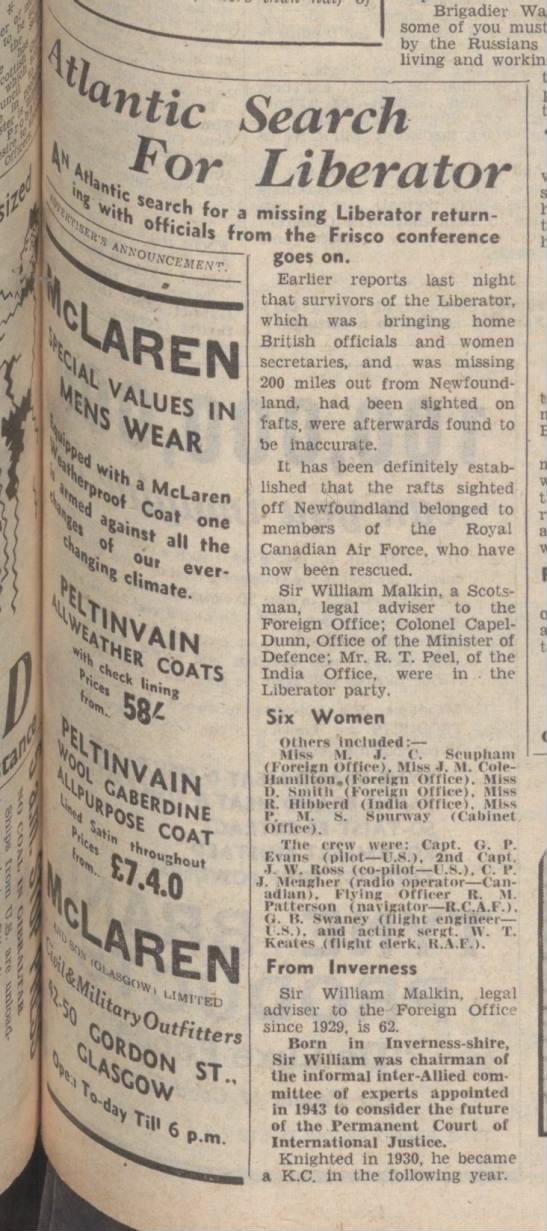 Brigadier Wa
some of you must
by the Russians
living and workin
Atlantic Search
For Liberator
AN Atlantic search for a missing Liberator return-
ing with officials from the Frisco conference
goes on.
Earlier reports last night
that survivors of the Liberator,
which was bringing home
British officials and women
secretaries, and was missing
200 miles out from Newfound-
land, had been sighted on
rafts, were afterwards found to
be inaccurate.
It has been definitely estab-
lished that the rafts sighted
off Newfoundland belonged to
members of the Royal
Canadian Air Force, who have
now been rescued.
Sir William Malkin, a Scots-
man, legal adviser to the
Foreign Office; Colonel Capel-
Dunn, Office of the Minister of
Defence; Mr. R. T. Peel, of the
India Office, were in the
Liberator party.
Six Women
Others included:—
Miss M. J. C. Scupham
(Foreign Office), Miss J. M. Cole-
Hamilton (Foreign Office), Miss
D. Smith (Foreign Office), Miss
R. Hibberd (India Office), Miss
P. M. S. Spurway (Cabinet
Office).
The crew were: Capt. G. P.
Evans (pilot—U.S.), 2nd Capt.
J. W. Ross (co-pilot—U.S.), C. P.
J. Meagher (radio operator—Can-
adian), Flying Officer R. M.
Patterson (navigator—R.C.A.F.),
G. B. Swaney (flight engineer—
U.S.), and acting sergt. W. T.
Keates (flight clerk, R.A.F.).
From Inverness
Sir William Malkin, legal
adviser to the Foreign Office
since 1929, is 62.
Born in Inverness-shire,
Sir William was chairman of
the informal inter-Allied com-
mittee of experts appointed
in 1943 to consider the future
of the Permanent Court of
International Justice.
Knighted in 1930, he became
a K.C. in the following year.
ADVERTISER'S ANNOUNCEMENT.
McLAREN
SPECIAL VALUES IN
MENS WEAR
Equipped with a McLaren
Weatherproof Coat one
is armed against all the
changes of our ever-
changing climate.
PELTINVAIN
ALLWEATHER COATS
with check lining
Prices
from.. 58/-
PELTINVAIN
WOOL GABERDINE
ALLPURPOSE COAT
Lined Satin throughout
Prices
from.. £7.4.0
McLAREN
AND SON (GLASGOW) LIMITED
Civil & Military Outfitters
42-50 GORDON ST.,
GLASGOW
Open To-day Till 6 p.m.